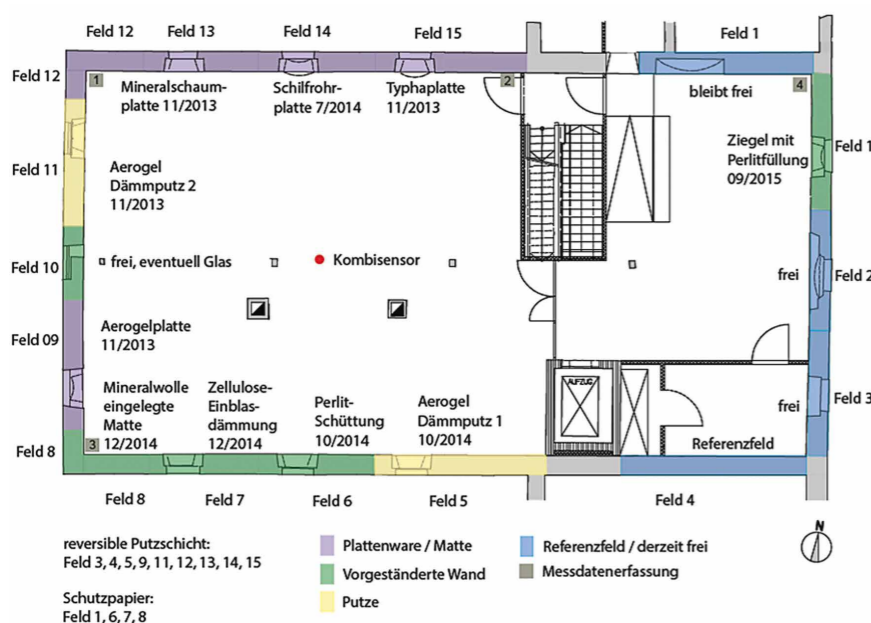 Feld 12
Feld 13
Feld 14
Feld 15
Feld 1
Feld 12
1
Mineralschaum-
platte 11/2013
Schilfrohr-
platte 7/2014
Typhaplatte
11/2013
2
bleibt frei
4
Feld 11
Aerogel
Dämmputz 2
11/2013
Ziegel mit
Perlitfüllung
09/2015
Feld 1
Feld 10
frei, eventuell Glas
Kombisensor
frei
Feld 2
Feld 09
Aerogelplatte
11/2013
Mineralwolle
eingelegte
Matte
12/2014
Zellulose-
Einblas-
dämmung
12/2014
Perlit-
Schüttung
10/2014
Aerogel
Dämmputz 1
10/2014
AUFZUG
frei
Feld 3
Referenzfeld
Feld 8
3
Feld 8
Feld 7
Feld 6
Feld 5
Feld 4
reversible Putzschicht:
Feld 3, 4, 5, 9, 11, 12, 13, 14, 15
Schutzpapier:
Feld 1, 6, 7, 8
Plattenware / Matte
Vorgeständerte Wand
Putze
Referenzfeld / derzeit frei
Messdatenerfassung
N